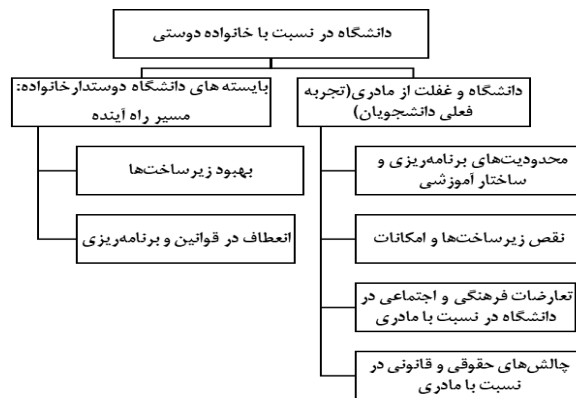 دانشگاه در نسبت با خانواده دوستی
دانشگاه و غفلت از مادری(تجربه
فعلی دانشجویان)
محدودیت‌های برنامه‌ریزی و
ساختار آموزشی
نقص زیرساخت‌ها و امکانات
تعارضات فرهنگی و اجتماعی در
دانشگاه در نسبت با مادری
چالش‌های حقوقی و قانونی در
نسبت با مادری
بایسته های دانشگاه دوستدارخانواده:
مسیر راه آینده
بهبود زیرساخت‌ها
انعطاف در قوانین و برنامه‌ریزی